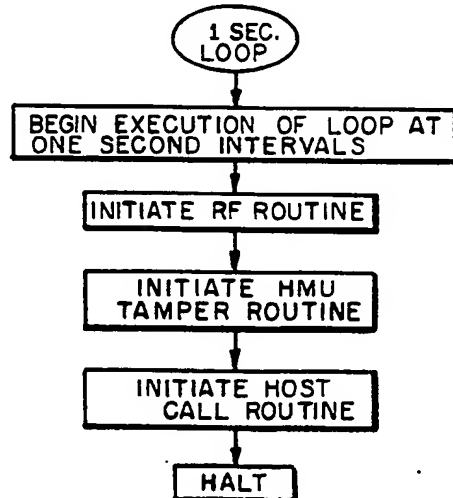 1 SEC.
LOOP
BEGIN EXECUTION OF LOOP AT
ONE SECOND INTERVALS
INITIATE RF ROUTINE
INITIATE HMU
TAMPER ROUTINE
INITIATE HOST
CALL ROUTINE
HALT